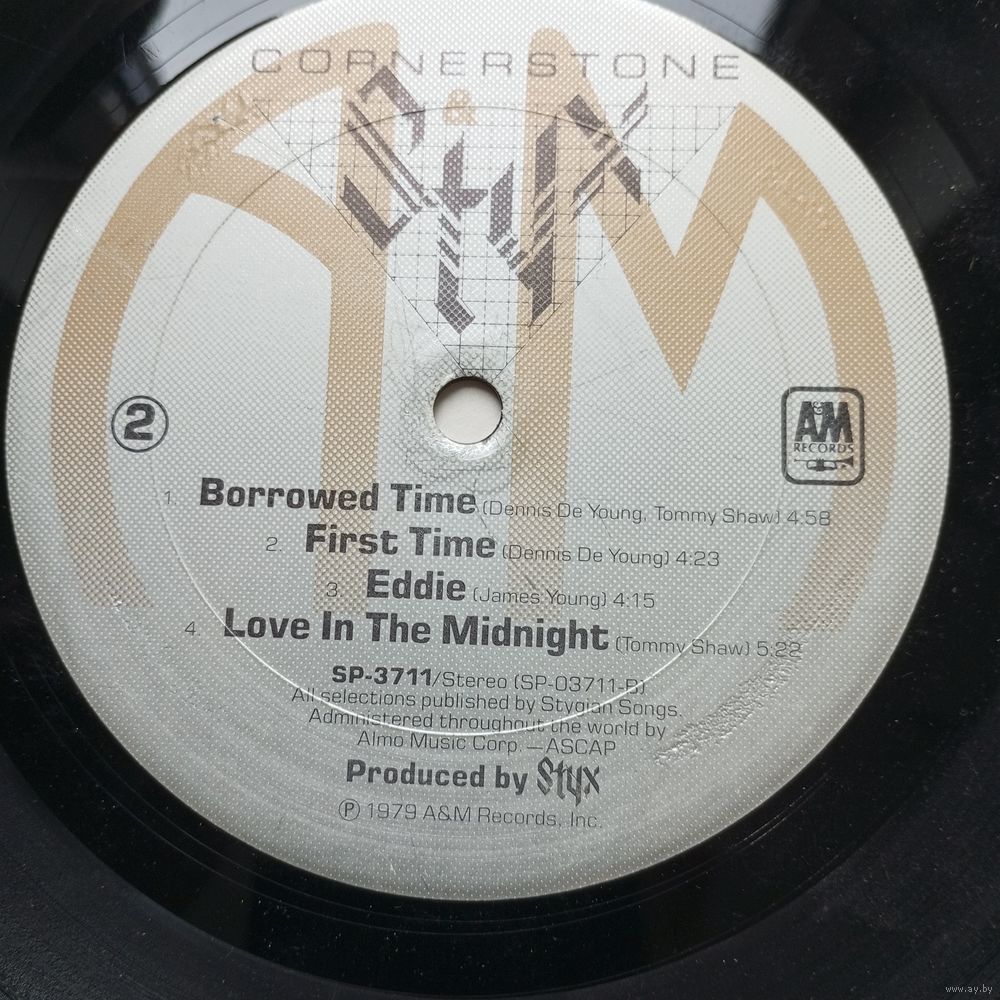 CORNERSTONE
&
Styx
2
A&M
RECORDS
1. Borrowed Time (Dennis De Young, Tommy Shaw) 4:58
2. First Time (Dennis De Young) 4:23
3. Eddie (James Young) 4:15
4. Love In The Midnight (Tommy Shaw) 5:22
SP-3711/Stereo (SP-03711-B)
All selections published by Stygian Songs.
Administered throughout the world by
Almo Music Corp.—ASCAP
Produced by Styx
℗ 1979 A&M Records, Inc.
www.ay.by